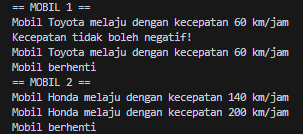 == MOBIL 1 ==
Mobil Toyota melaju dengan kecepatan 60 km/jam
Kecepatan tidak boleh negatif!
Mobil Toyota melaju dengan kecepatan 60 km/jam
Mobil berhenti
== MOBIL 2 ==
Mobil Honda melaju dengan kecepatan 140 km/jam
Mobil Honda melaju dengan kecepatan 200 km/jam
Mobil berhenti